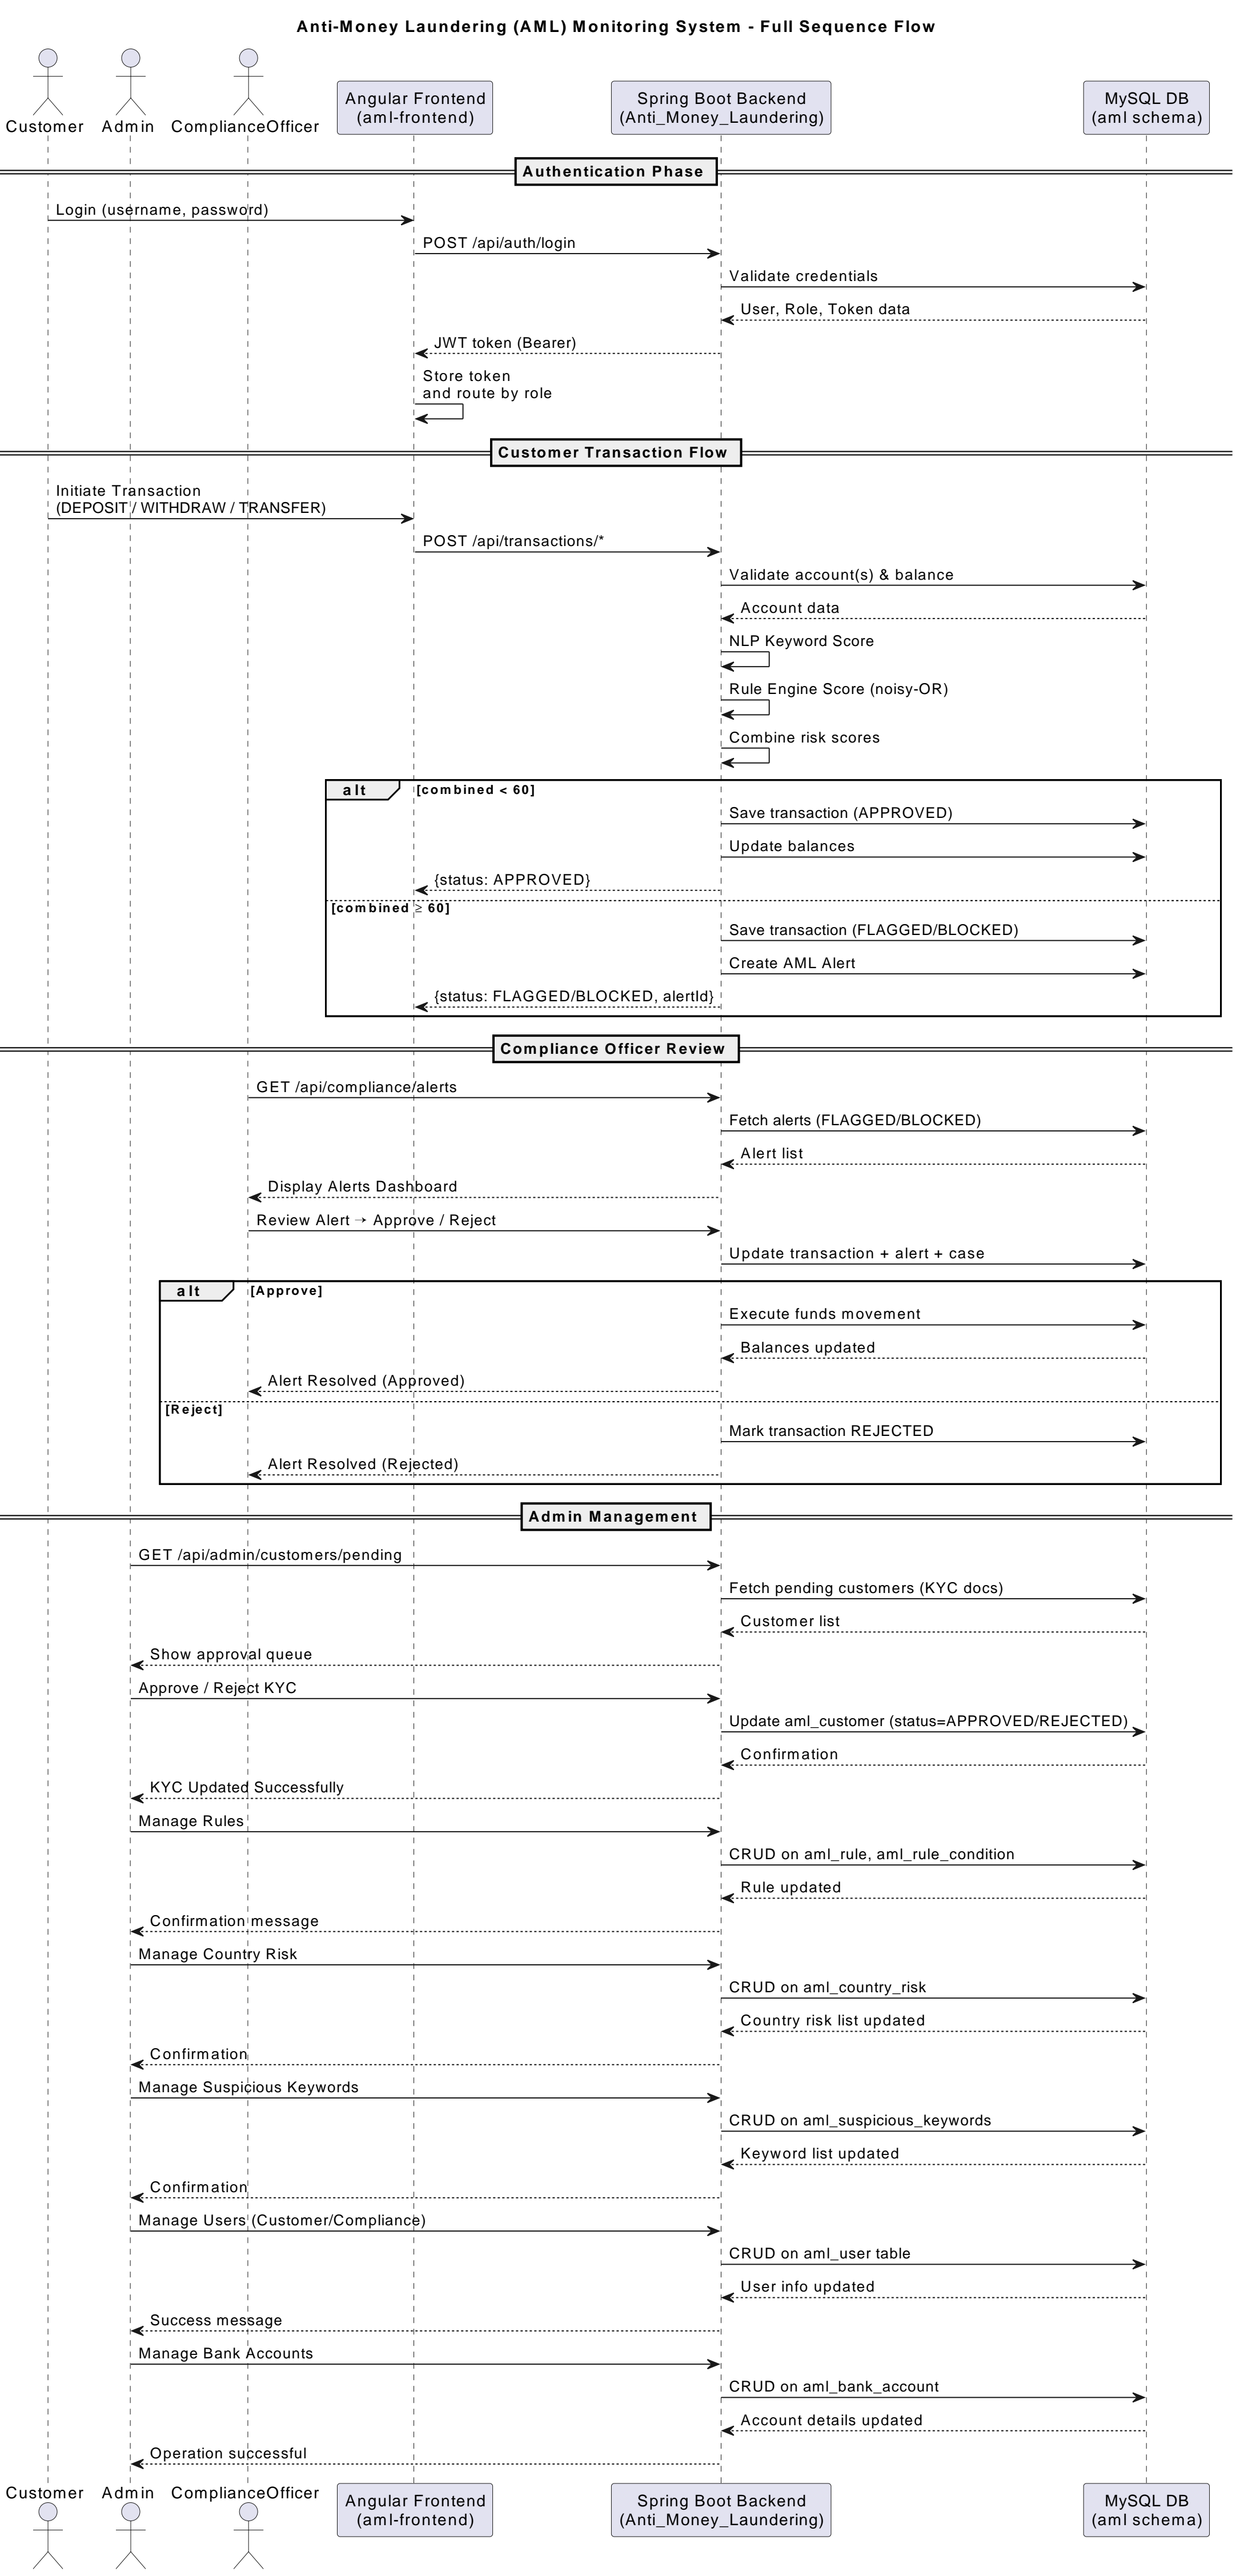 Anti-Money Laundering (AML) Monitoring System - Full Sequence Flow
Customer
Admin
ComplianceOfficer
Angular Frontend
(aml-frontend)
Spring Boot Backend
(Anti_Money_Laundering)
MySQL DB
(aml schema)
Authentication Phase
Login (username, password)
POST /api/auth/login
Validate credentials
User, Role, Token data
JWT token (Bearer)
Store token
and route by role
Customer Transaction Flow
Initiate Transaction
(DEPOSIT / WITHDRAW / TRANSFER)
POST /api/transactions/*
Validate account(s) & balance
Account data
NLP Keyword Score
Rule Engine Score (noisy-OR)
Combine risk scores
alt
[combined < 60]
Save transaction (APPROVED)
Update balances
{status: APPROVED}
[combined ≥ 60]
Save transaction (FLAGGED/BLOCKED)
Create AML Alert
{status: FLAGGED/BLOCKED, alertId}
Compliance Officer Review
GET /api/compliance/alerts
Fetch alerts (FLAGGED/BLOCKED)
Alert list
Display Alerts Dashboard
Review Alert → Approve / Reject
Update transaction + alert + case
alt
[Approve]
Execute funds movement
Balances updated
Alert Resolved (Approved)
[Reject]
Mark transaction REJECTED
Alert Resolved (Rejected)
Admin Management
GET /api/admin/customers/pending
Fetch pending customers (KYC docs)
Customer list
Show approval queue
Approve / Reject KYC
Update aml_customer (status=APPROVED/REJECTED)
Confirmation
KYC Updated Successfully
Manage Rules
CRUD on aml_rule, aml_rule_condition
Rule updated
Confirmation message
Manage Country Risk
CRUD on aml_country_risk
Country risk list updated
Confirmation
Manage Suspicious Keywords
CRUD on aml_suspicious_keywords
Keyword list updated
Confirmation
Manage Users (Customer/Compliance)
CRUD on aml_user table
User info updated
Success message
Manage Bank Accounts
CRUD on aml_bank_account
Account details updated
Operation successful
Customer
Admin
ComplianceOfficer
Angular Frontend
(aml-frontend)
Spring Boot Backend
(Anti_Money_Laundering)
MySQL DB
(aml schema)